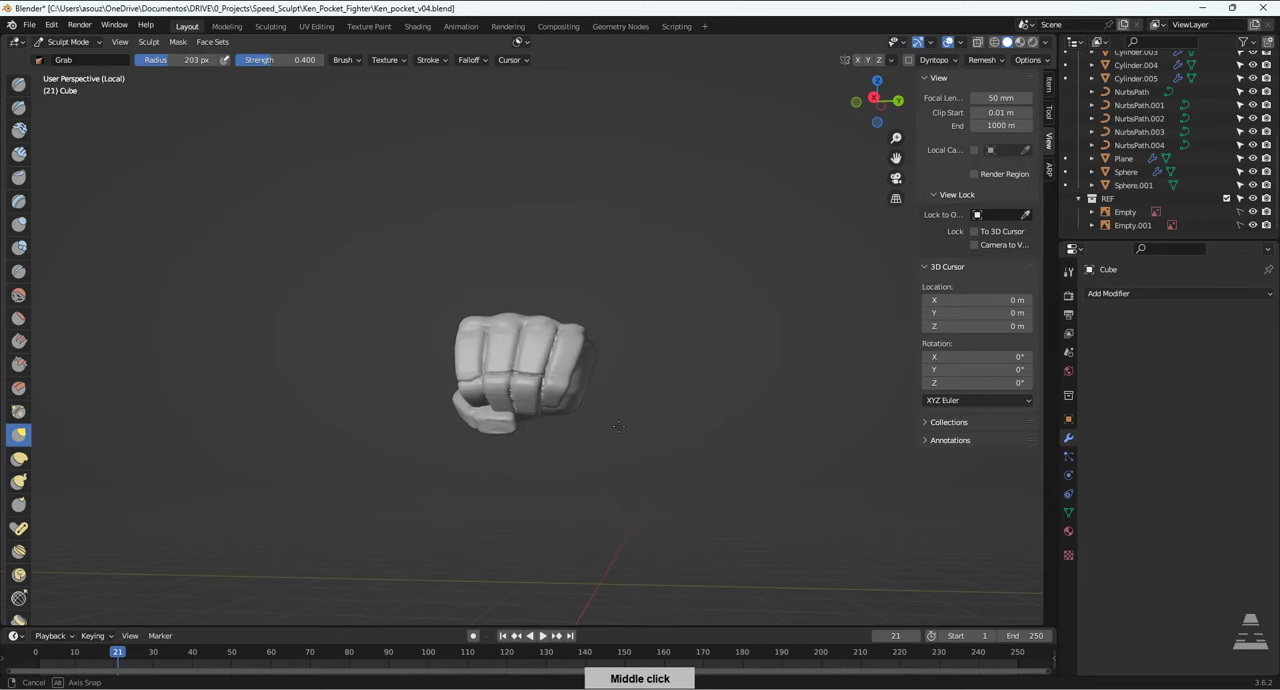 Blender* [C:\Users\asouz\OneDrive\Documentos\DRIVE\0_Projects\Speed_Sculpt\Ken_Pocket_Fighter\Ken_pocket_v04.blend]
File Edit Render Window Help Layout Modeling Sculpting UV Editing Texture Paint Shading Animation Rendering Compositing Geometry Nodes Scripting + Scene ViewLayer
Sculpt Mode View Sculpt Mask Face Sets
Grab Radius 203 px Strength 0.400 Brush Texture Stroke Falloff Cursor X Y Z Dyntopo Remesh Options
User Perspective (Local)
(21) Cube
Z
X
Y
View
Focal Len... 50 mm
Clip Start 0.01 m
End 1000 m
Local Ca...
Render Region
View Lock
Lock to O...
Lock To 3D Cursor
Camera to V...
3D Cursor
Location:
X 0 m
Y 0 m
Z 0 m
Rotation:
X 0°
Y 0°
Z 0°
XYZ Euler
Collections
Annotations
Item
Tool
View
ARP
Cylinder.003
Cylinder.004
Cylinder.005
NurbsPath
NurbsPath.001
NurbsPath.002
NurbsPath.003
NurbsPath.004
Plane
Sphere
Sphere.001
REF
Empty
Empty.001
Cube
Add Modifier
Playback Keying View Marker 21 Start 1 End 250
0 10 21 30 40 50 60 70 80 90 100 110 120 130 140 150 160 170 180 190 200 210 220 230 240 250
Middle click
Cancel Alt Axis Snap 3.6.2